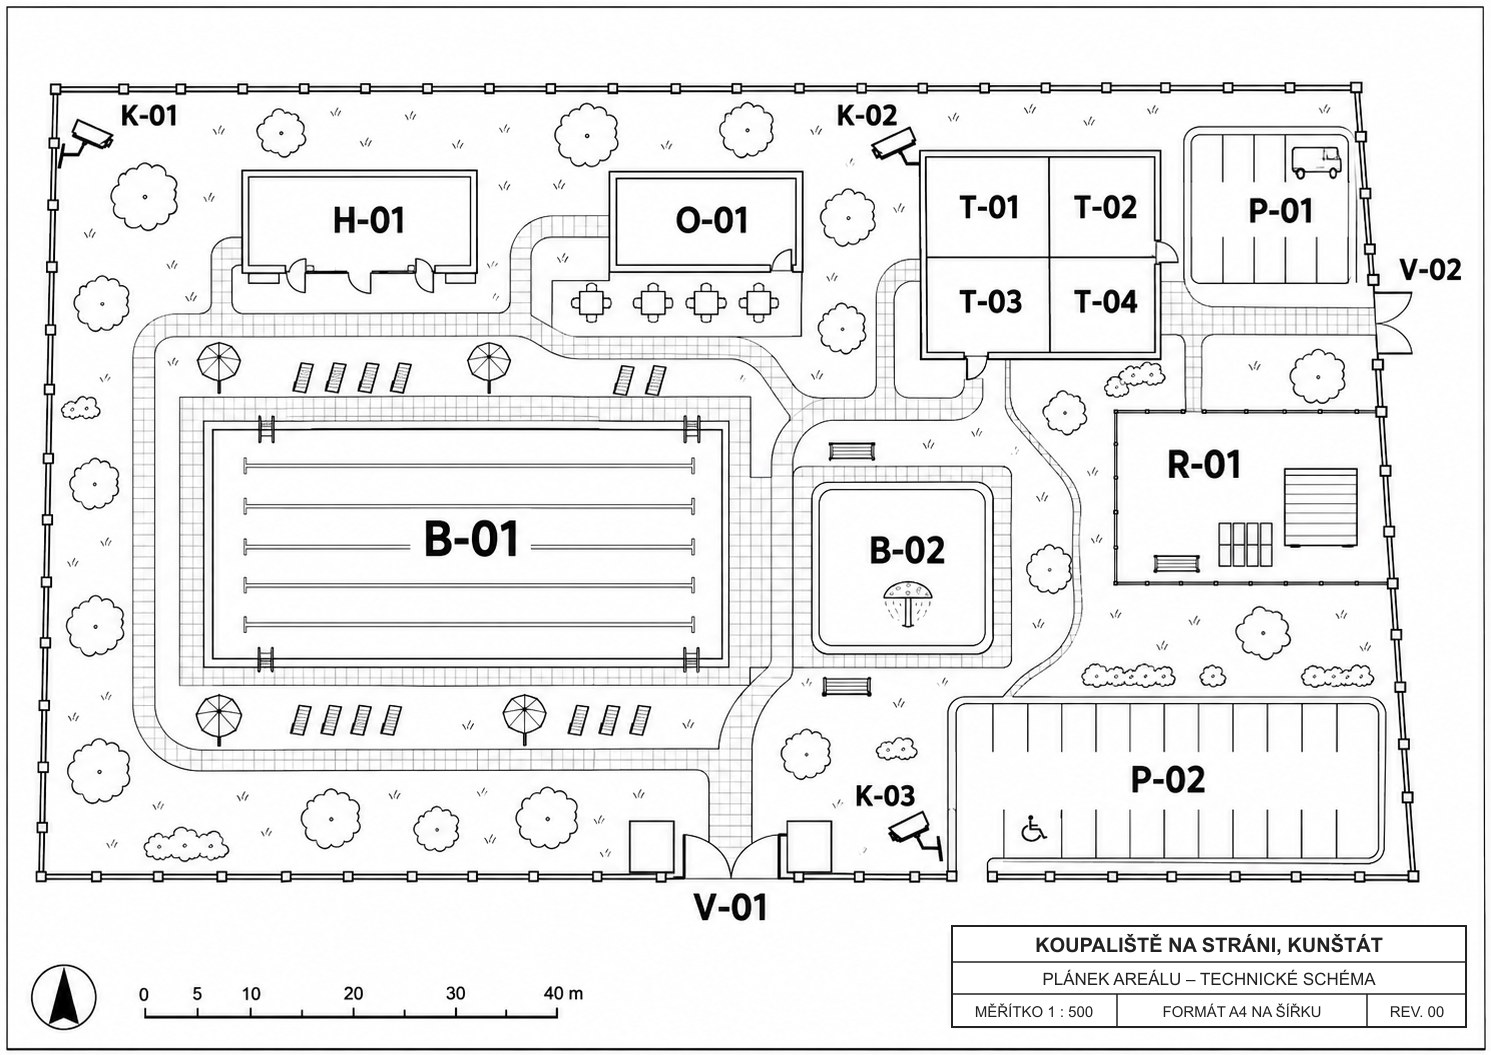 K-01
K-02
H-01
O-01
T-01
T-02
P-01
V-02
T-03
T-04
R-01
B-01
B-02
P-02
K-03
V-01
KOUPALIŠTĚ NA STRÁNI, KUNŠTÁT
PLÁNEK AREÁLU – TECHNICKÉ SCHÉMA
MĚŘÍTKO 1 : 500
FORMÁT A4 NA ŠÍŘKU
REV. 00
0 5 10 20 30 40 m